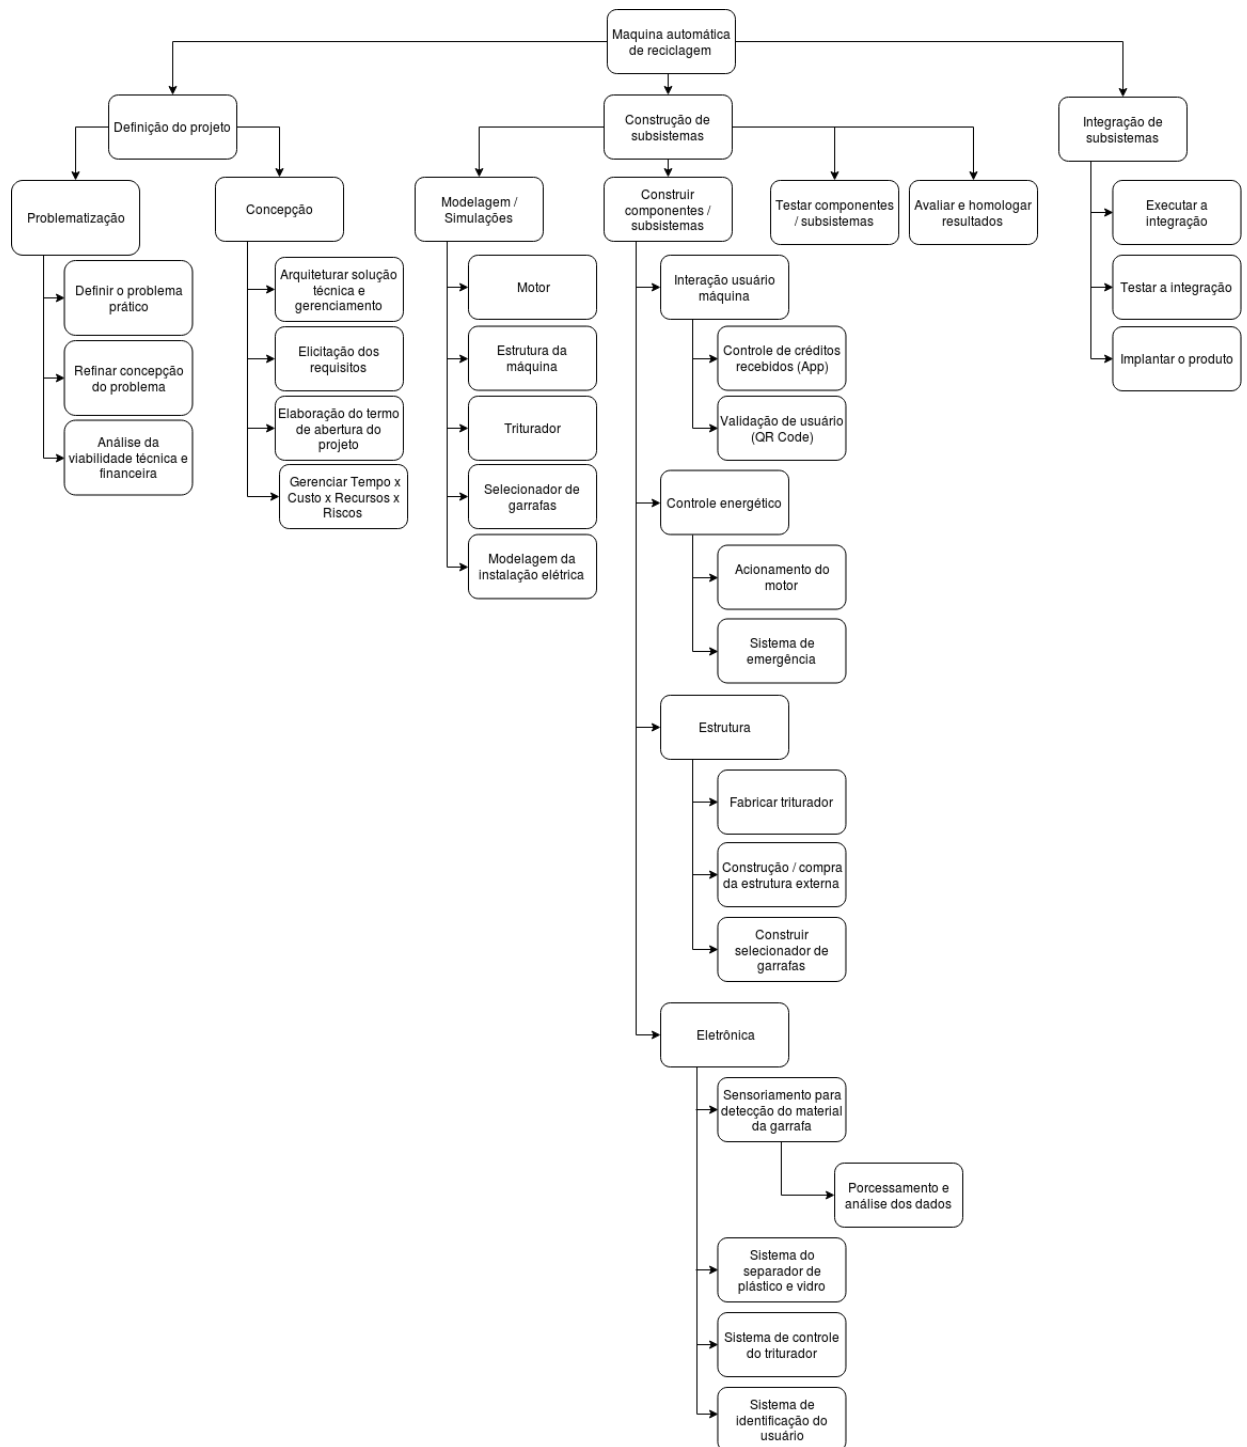 Maquina automática
de reciclagem
Definição do projeto
Construção de
subsistemas
Integração de
subsistemas
Problematização
Definir o problema
prático
Refinar concepção
do problema
Análise da
viabilidade técnica e
financeira
Concepção
Arquiteturar solução
técnica e
gerenciamento
Elicitação dos
requisitos
Elaboração do termo
de abertura do
projeto
Gerenciar Tempo x
Custo x Recursos x
Riscos
Modelagem /
Simulações
Motor
Estrutura da
máquina
Triturador
Selecionador de
garrafas
Modelagem da
instalação elétrica
Construir
componentes /
subsistemas
Interação usuário
máquina
Controle de créditos
recebidos (App)
Validação de usuário
(QR Code)
Controle energético
Acionamento do
motor
Sistema de
emergência
Estrutura
Fabricar triturador
Construção / compra
da estrutura externa
Construir
selecionador de
garrafas
Eletrônica
Sensoriamento para
detecção do material
da garrafa
Porcessamento e
análise dos dados
Sistema do
separador de
plástico e vidro
Sistema de controle
do triturador
Sistema de
identificação do
usuário
Testar componentes
/ subsistemas
Avaliar e homologar
resultados
Executar a
integração
Testar a integração
Implantar o produto